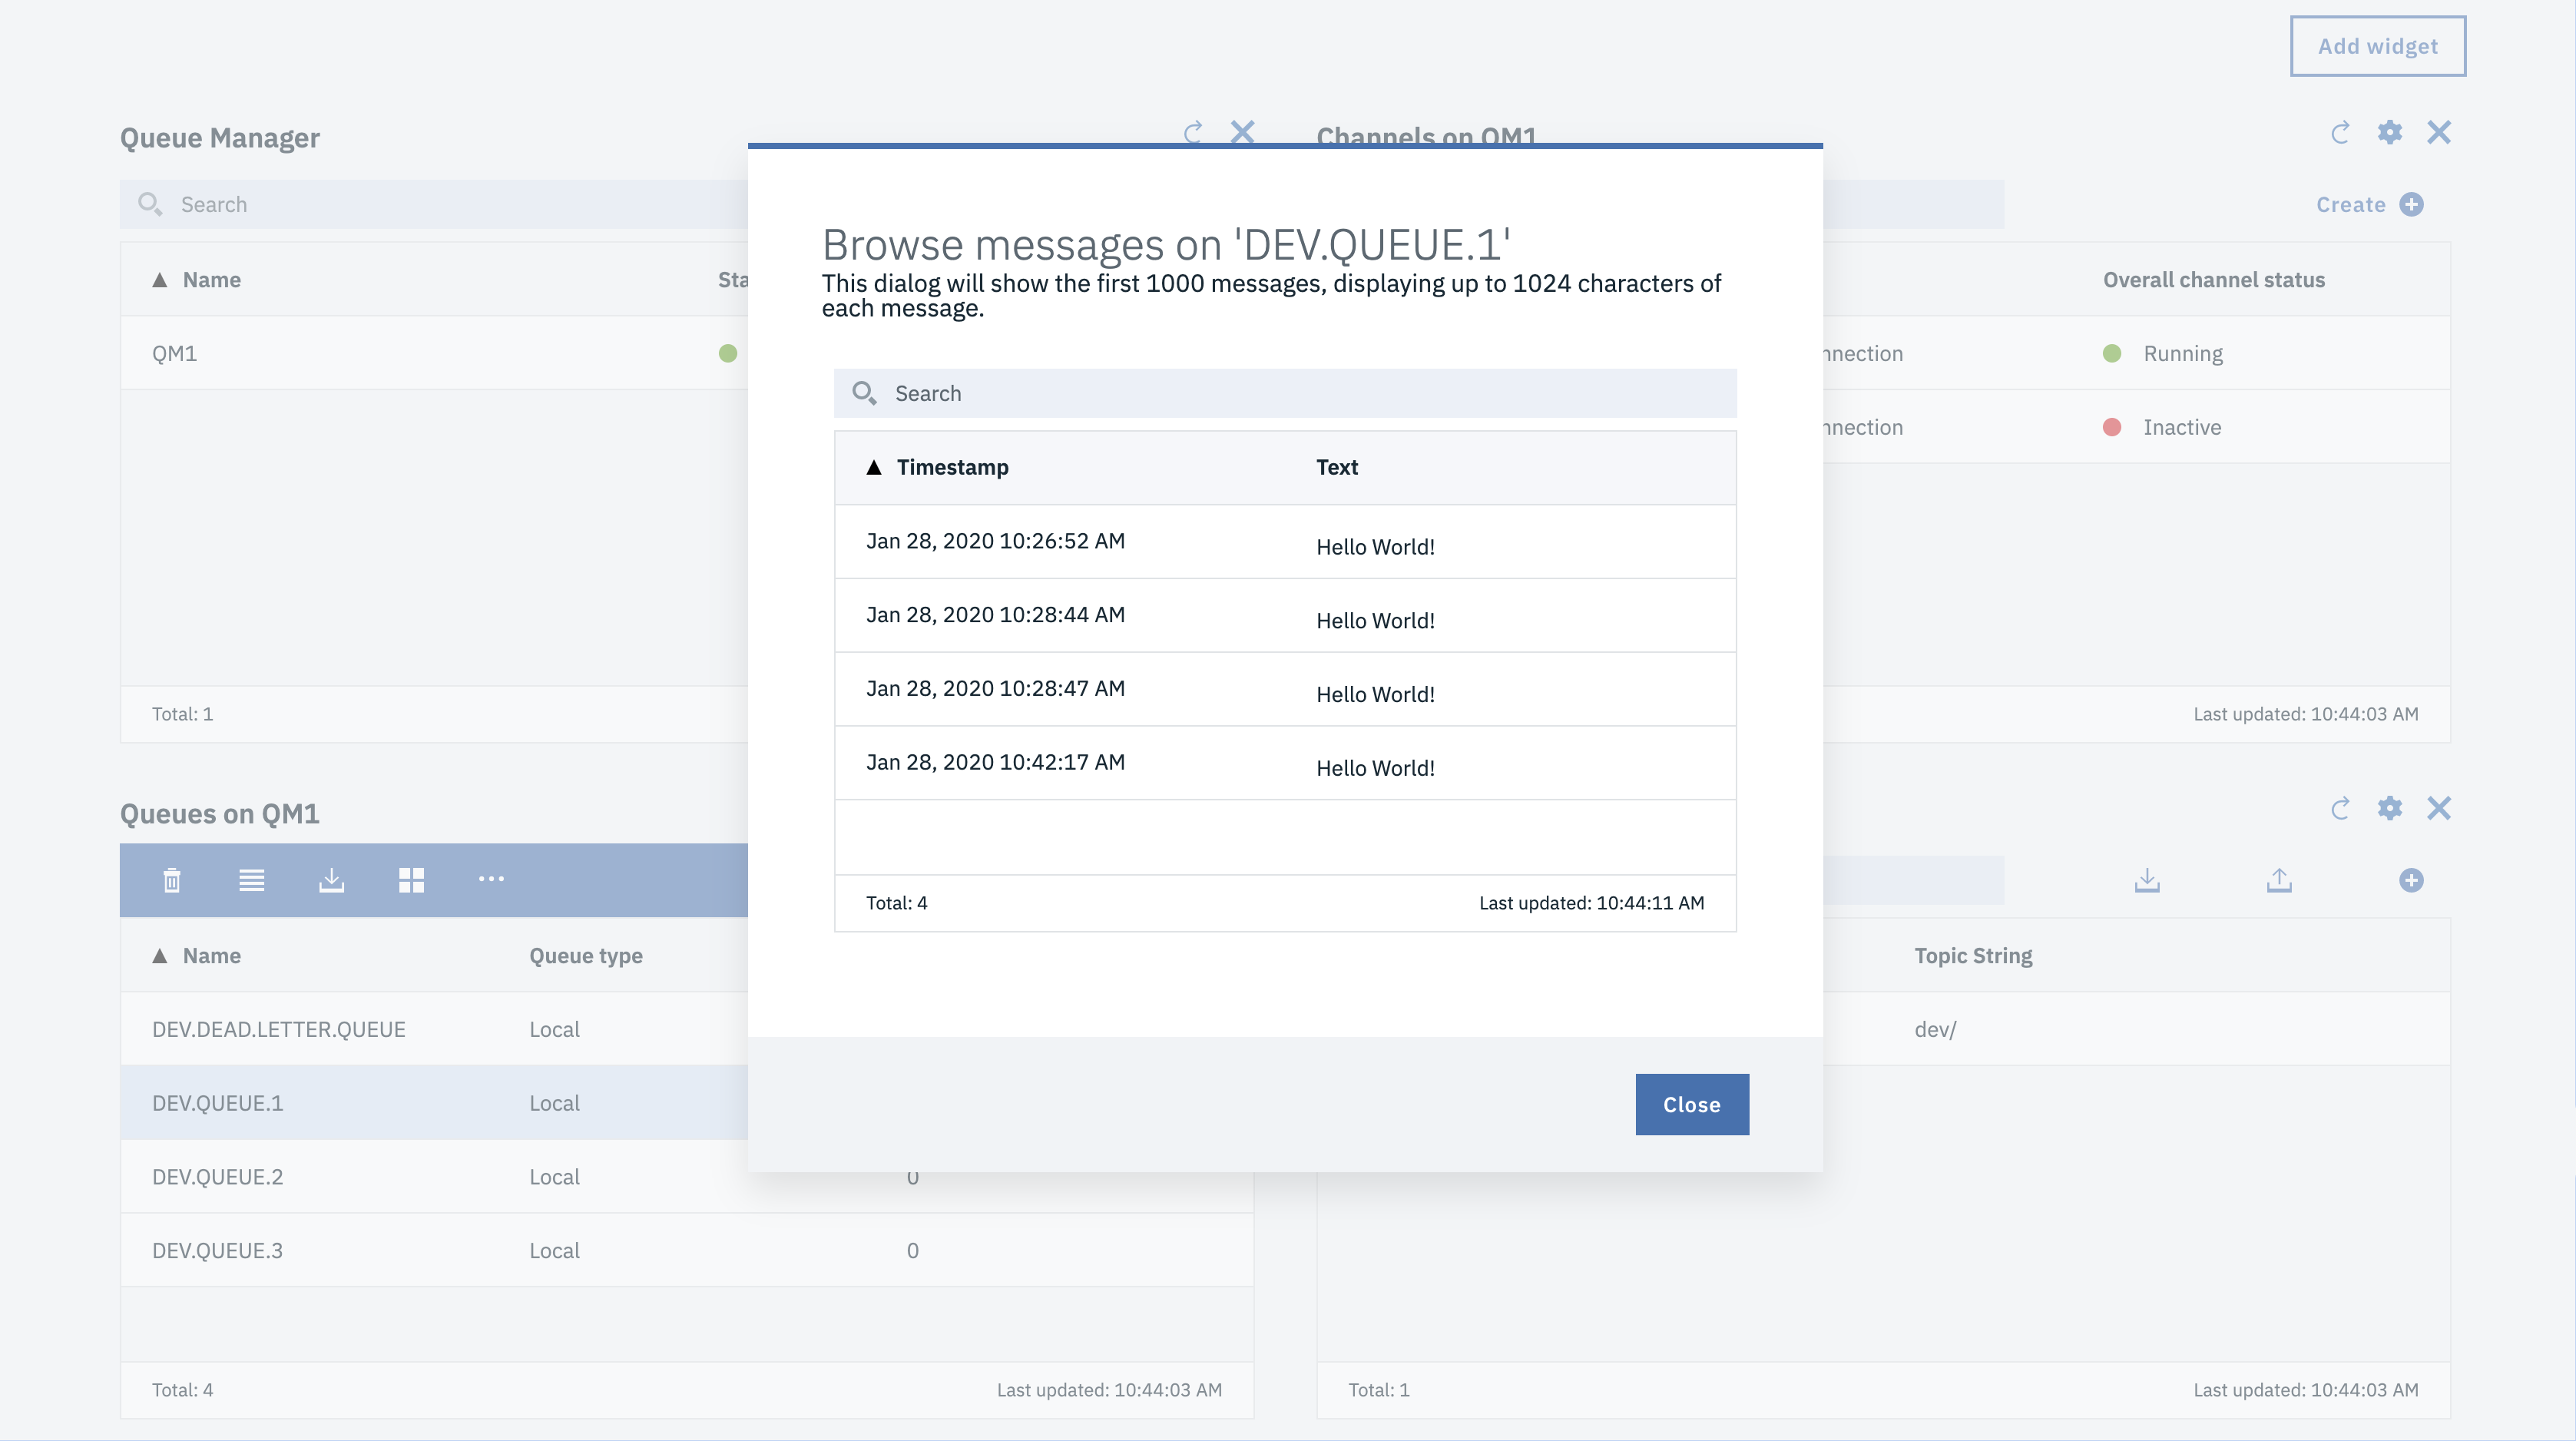 Add widget
Queue Manager
Channels on QM1
Search
Create
Name
Overall channel status
QM1
Running
Inactive
Total: 1
Last updated: 10:44:03 AM
Browse messages on 'DEV.QUEUE.1'
This dialog will show the first 1000 messages, displaying up to 1024 characters of
each message.
Search
Timestamp Text
Jan 28, 2020 10:26:52 AM Hello World!
Jan 28, 2020 10:28:44 AM Hello World!
Jan 28, 2020 10:28:47 AM Hello World!
Jan 28, 2020 10:42:17 AM Hello World!
Total: 4 Last updated: 10:44:11 AM
Close
Queues on QM1
Name Queue type
DEV.DEAD.LETTER.QUEUE Local
DEV.QUEUE.1 Local
DEV.QUEUE.2 Local 0
DEV.QUEUE.3 Local 0
Total: 4 Last updated: 10:44:03 AM
Topic String
dev/
Total: 1 Last updated: 10:44:03 AM